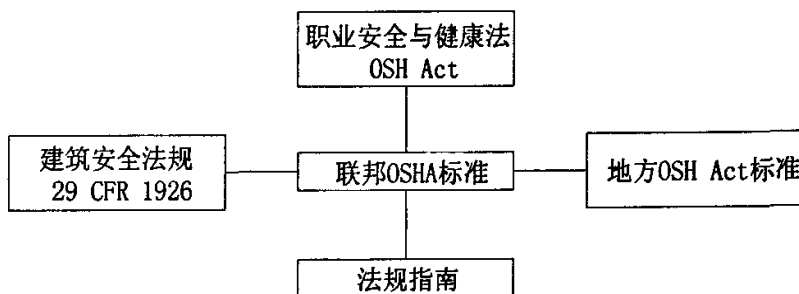 职业安全与健康法
OSH Act
建筑安全法规
29 CFR 1926
联邦OSHA标准
地方OSH Act标准
法规指南